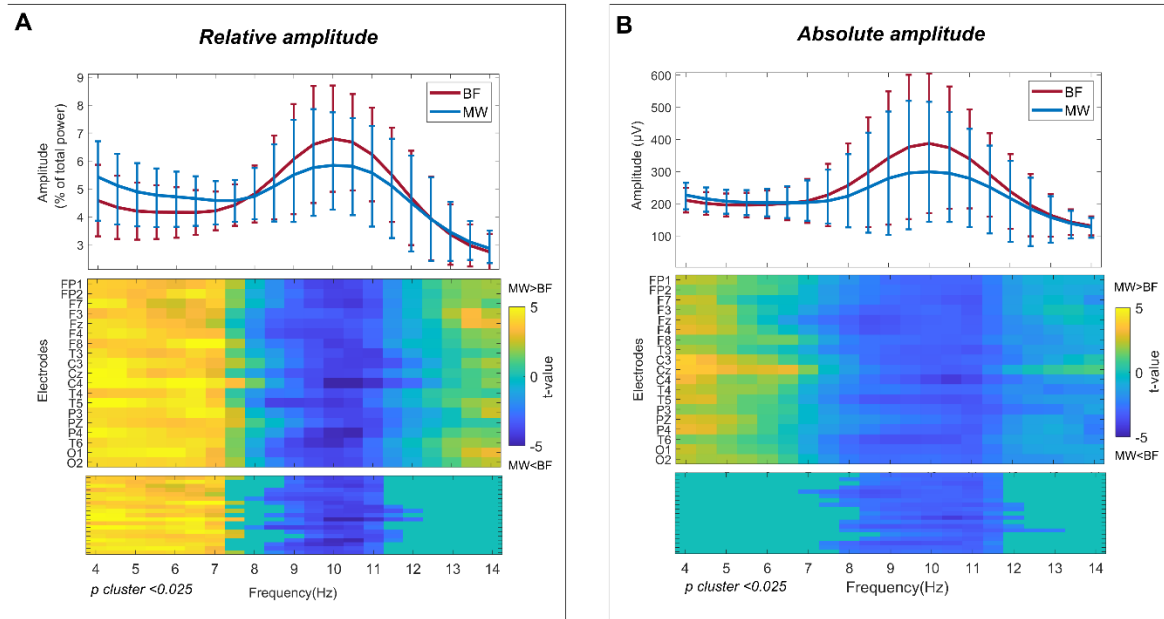 A
Relative amplitude
Amplitude
(% of total power)
9
8
7
6
5
4
3
BF
MW
Electrodes
FP1
FP2
F7
F3
Fz
F4
F8
T3
C3
Cz
C4
T4
T5
P3
PZ
P4
T6
O1
O2
MW>BF
5
0
-5
t-value
MW<BF
4 5 6 7 8 9 10 11 12 13 14
p cluster <0.025
Frequency(Hz)
B
Absolute amplitude
Amplitude (µV)
600
500
400
300
200
100
BF
MW
Electrodes
FP1
FP2
F7
F3
Fz
F4
F8
T3
C3
Cz
C4
T4
T5
P3
PZ
P4
T6
O1
O2
MW>BF
5
0
-5
t-value
MW<BF
4 5 6 7 8 9 10 11 12 13 14
p cluster <0.025
Frequency(Hz)